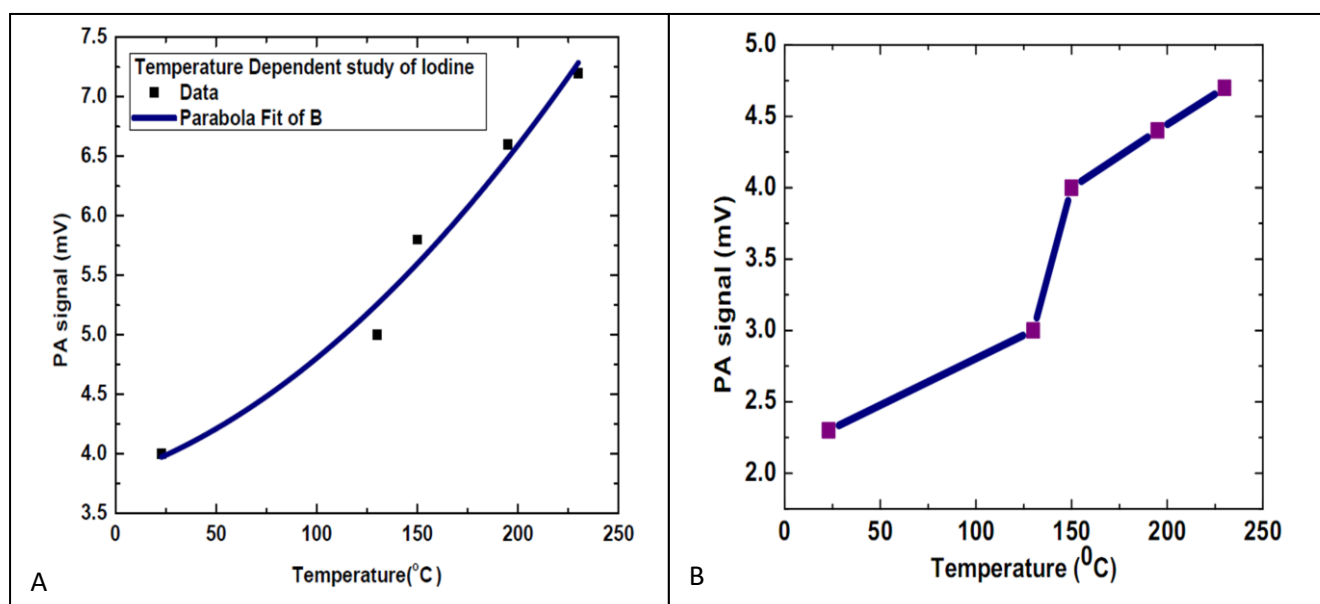 7.5
7.0
6.5
6.0
5.5
5.0
4.5
4.0
3.5
PA signal (mV)
Temperature Dependent study of Iodine
Data
Parabola Fit of B
0 50 100 150 200 250
Temperature(°C)
A
5.0
4.5
4.0
3.5
3.0
2.5
2.0
PA signal (mV)
0 50 100 150 200 250
Temperature (⁰C)
B